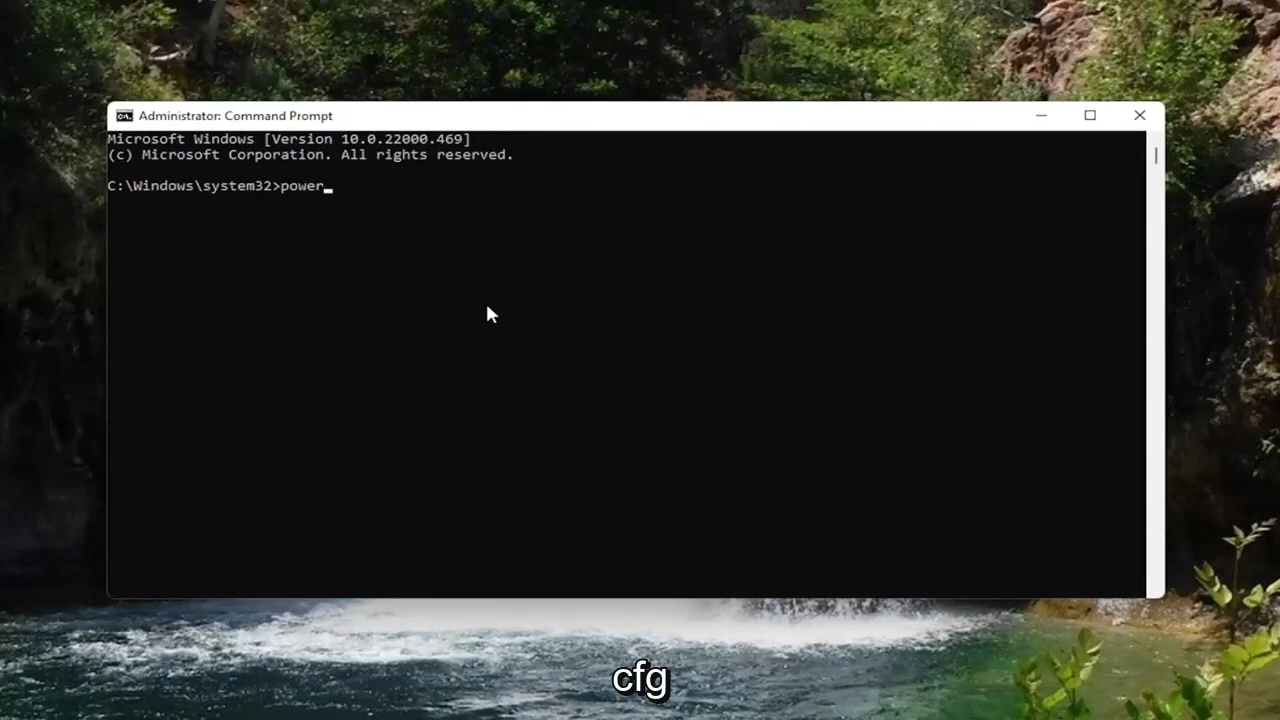 Administrator: Command Prompt
Microsoft Windows [Version 10.0.22000.469]
(c) Microsoft Corporation. All rights reserved.
C:\Windows\system32>power
cfg